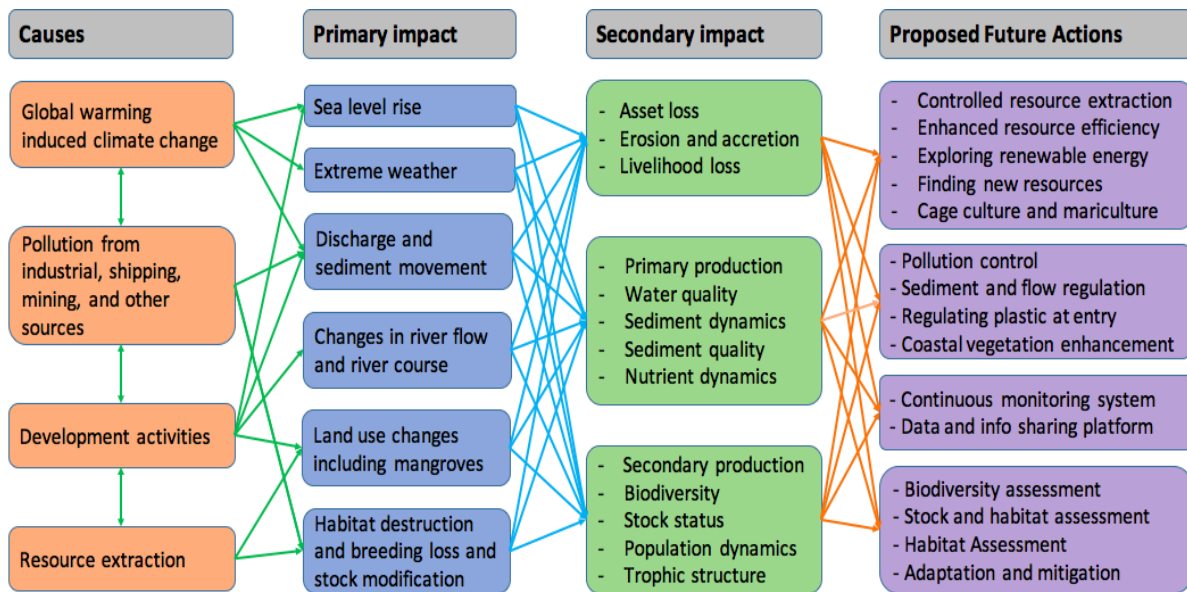 Causes
Primary impact
Secondary impact
Proposed Future Actions
Global warming
induced climate change
Pollution from
industrial, shipping,
mining, and other
sources
Development activities
Resource extraction
Sea level rise
Extreme weather
Discharge and
sediment movement
Changes in river flow
and river course
Land use changes
including mangroves
Habitat destruction
and breeding loss and
stock modification
- Asset loss
- Erosion and accretion
- Livelihood loss
- Primary production
- Water quality
- Sediment dynamics
- Sediment quality
- Nutrient dynamics
- Secondary production
- Biodiversity
- Stock status
- Population dynamics
- Trophic structure
- Controlled resource extraction
- Enhanced resource efficiency
- Exploring renewable energy
- Finding new resources
- Cage culture and mariculture
- Pollution control
- Sediment and flow regulation
- Regulating plastic at entry
- Coastal vegetation enhancement
- Continuous monitoring system
- Data and info sharing platform
- Biodiversity assessment
- Stock and habitat assessment
- Habitat Assessment
- Adaptation and mitigation